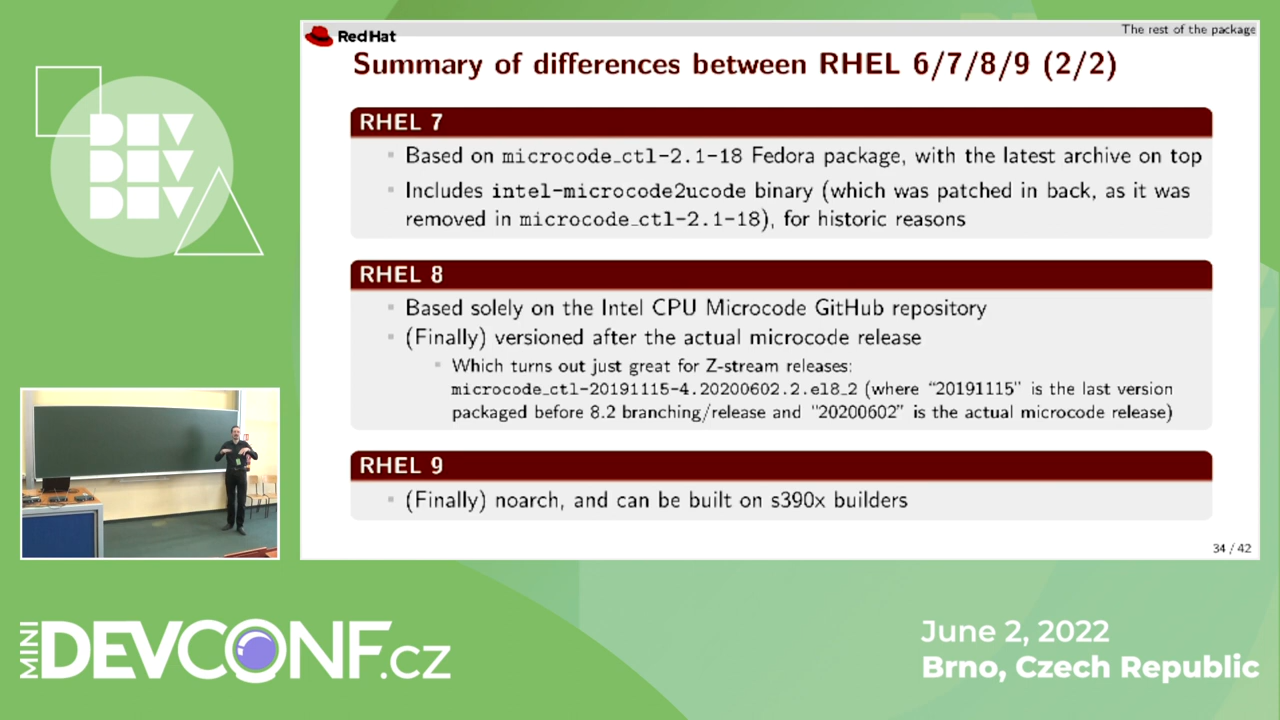 DEV
DEV
DEV
Red Hat
The rest of the package
Summary of differences between RHEL 6/7/8/9 (2/2)
RHEL 7
Based on microcode_ctl-2.1-18 Fedora package, with the latest archive on top
Includes intel-microcode2ucode binary (which was patched in back, as it was
removed in microcode_ctl-2.1-18), for historic reasons
RHEL 8
Based solely on the Intel CPU Microcode GitHub repository
(Finally) versioned after the actual microcode release
Which turns out just great for Z-stream releases:
microcode_ctl-20191115-4.20200602.2.el8_2 (where “20191115” is the last version
packaged before 8.2 branching/release and “20200602” is the actual microcode release)
RHEL 9
(Finally) noarch, and can be built on s390x builders
34 / 42
MINI
DEVCONF.CZ
June 2, 2022
Brno, Czech Republic